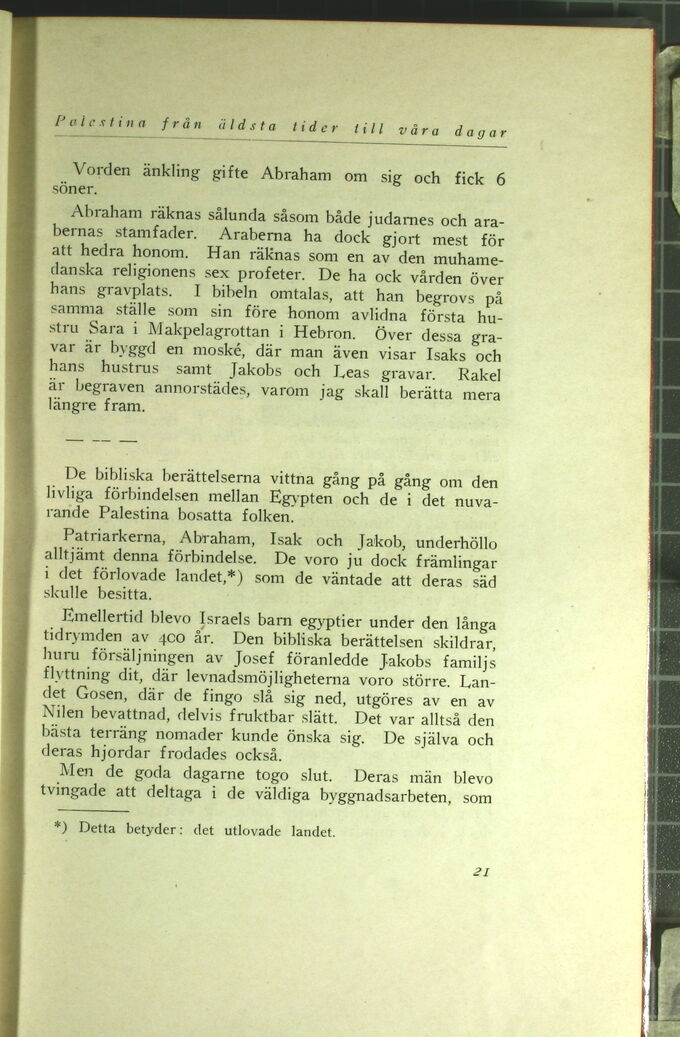 Palestina från äldsta tider till våra dagar
Vorden änkling gifte Abraham om sig och fick 6
söner.
Abraham räknas sålunda såsom både judarnes och ara-
bernas stamfader. Araberna ha dock gjort mest för
att hedra honom. Han räknas som en av den muhame-
danska religionens sex profeter. De ha ock vården över
hans gravplats. I bibeln omtalas, att han begrovs på
samma ställe som sin före honom avlidna första hu-
stru Sara i Makpelagrottan i Hebron. Över dessa gra-
var är byggd en moské, där man även visar Isaks och
hans hustrus samt Jakobs och Leas gravar. Rakel
är begraven annorstädes, varom jag skall berätta mera
längre fram.
— — —
De bibliska berättelserna vittna gång på gång om den
livliga förbindelsen mellan Egypten och de i det nuva-
rande Palestina bosatta folken.
Patriarkerna, Abraham, Isak och Jakob, underhöllo
alltjämt denna förbindelse. De voro ju dock främlingar
i det förlovade landet,*) som de väntade att deras säd
skulle besitta.
Emellertid blevo Israels barn egyptier under den långa
tidrymden av 400 år. Den bibliska berättelsen skildrar,
huru försäljningen av Josef föranledde Jakobs familjs
flyttning dit, där levnadsmöjligheterna voro större. Lan-
det Gosen, där de fingo slå sig ned, utgöres av en av
Nilen bevattnad, delvis fruktbar slätt. Det var alltså den
bästa terräng nomader kunde önska sig. De själva och
deras hjordar frodades också.
Men de goda dagarne togo slut. Deras män blevo
tvingade att deltaga i de väldiga byggnadsarbeten, som
*) Detta betyder: det utlovade landet.
21